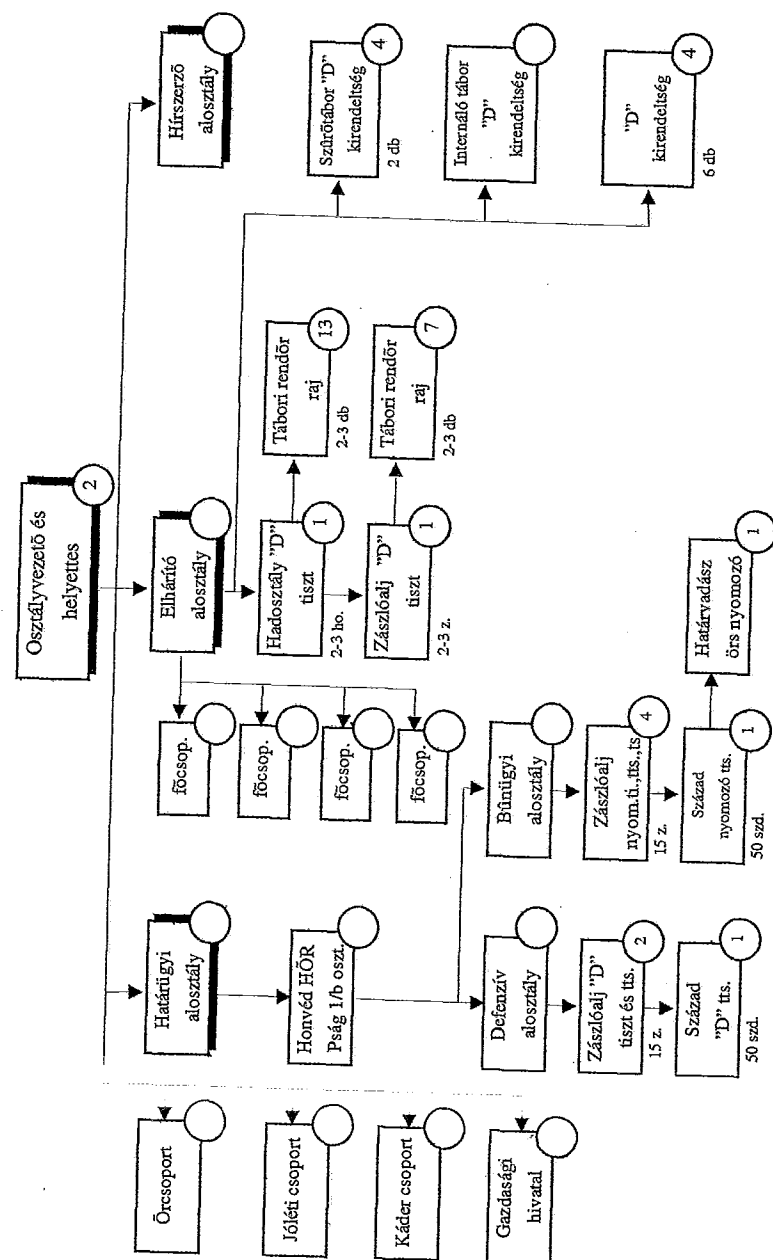 Osztályvezető és
helyettes
2
Határügyi
alosztály
Elhárító
alosztály
Hírszerző
alosztály
Őrcsoport
Jóléti csoport
Káder csoport
Gazdasági
hivatal
Honvéd HŐR
Pság 1/b oszt.
Defenzív
alosztály
Zászlóalj "D"
tiszt és tts.
2
15 z.
Század
"D" tts.
1
50 szd.
Bűnügyi
alosztály
Zászlóalj
nyom.ti.,tts.,ts
4
15 z.
Század
nyomozó tts.
1
50 szd.
Határvadász
örs nyomozó
1
főcsop.
főcsop.
főcsop.
főcsop.
Hadosztály "D"
tiszt
1
2-3 ho.
Zászlóalj "D"
tiszt
1
2-3 z.
Tábori rendőr
raj
13
2-3 db
Tábori rendőr
raj
7
2-3 db
Szűrőtábor "D"
kirendeltség
4
2 db
Internáló tábor
"D"
kirendeltség
"D"
kirendeltség
4
6 db